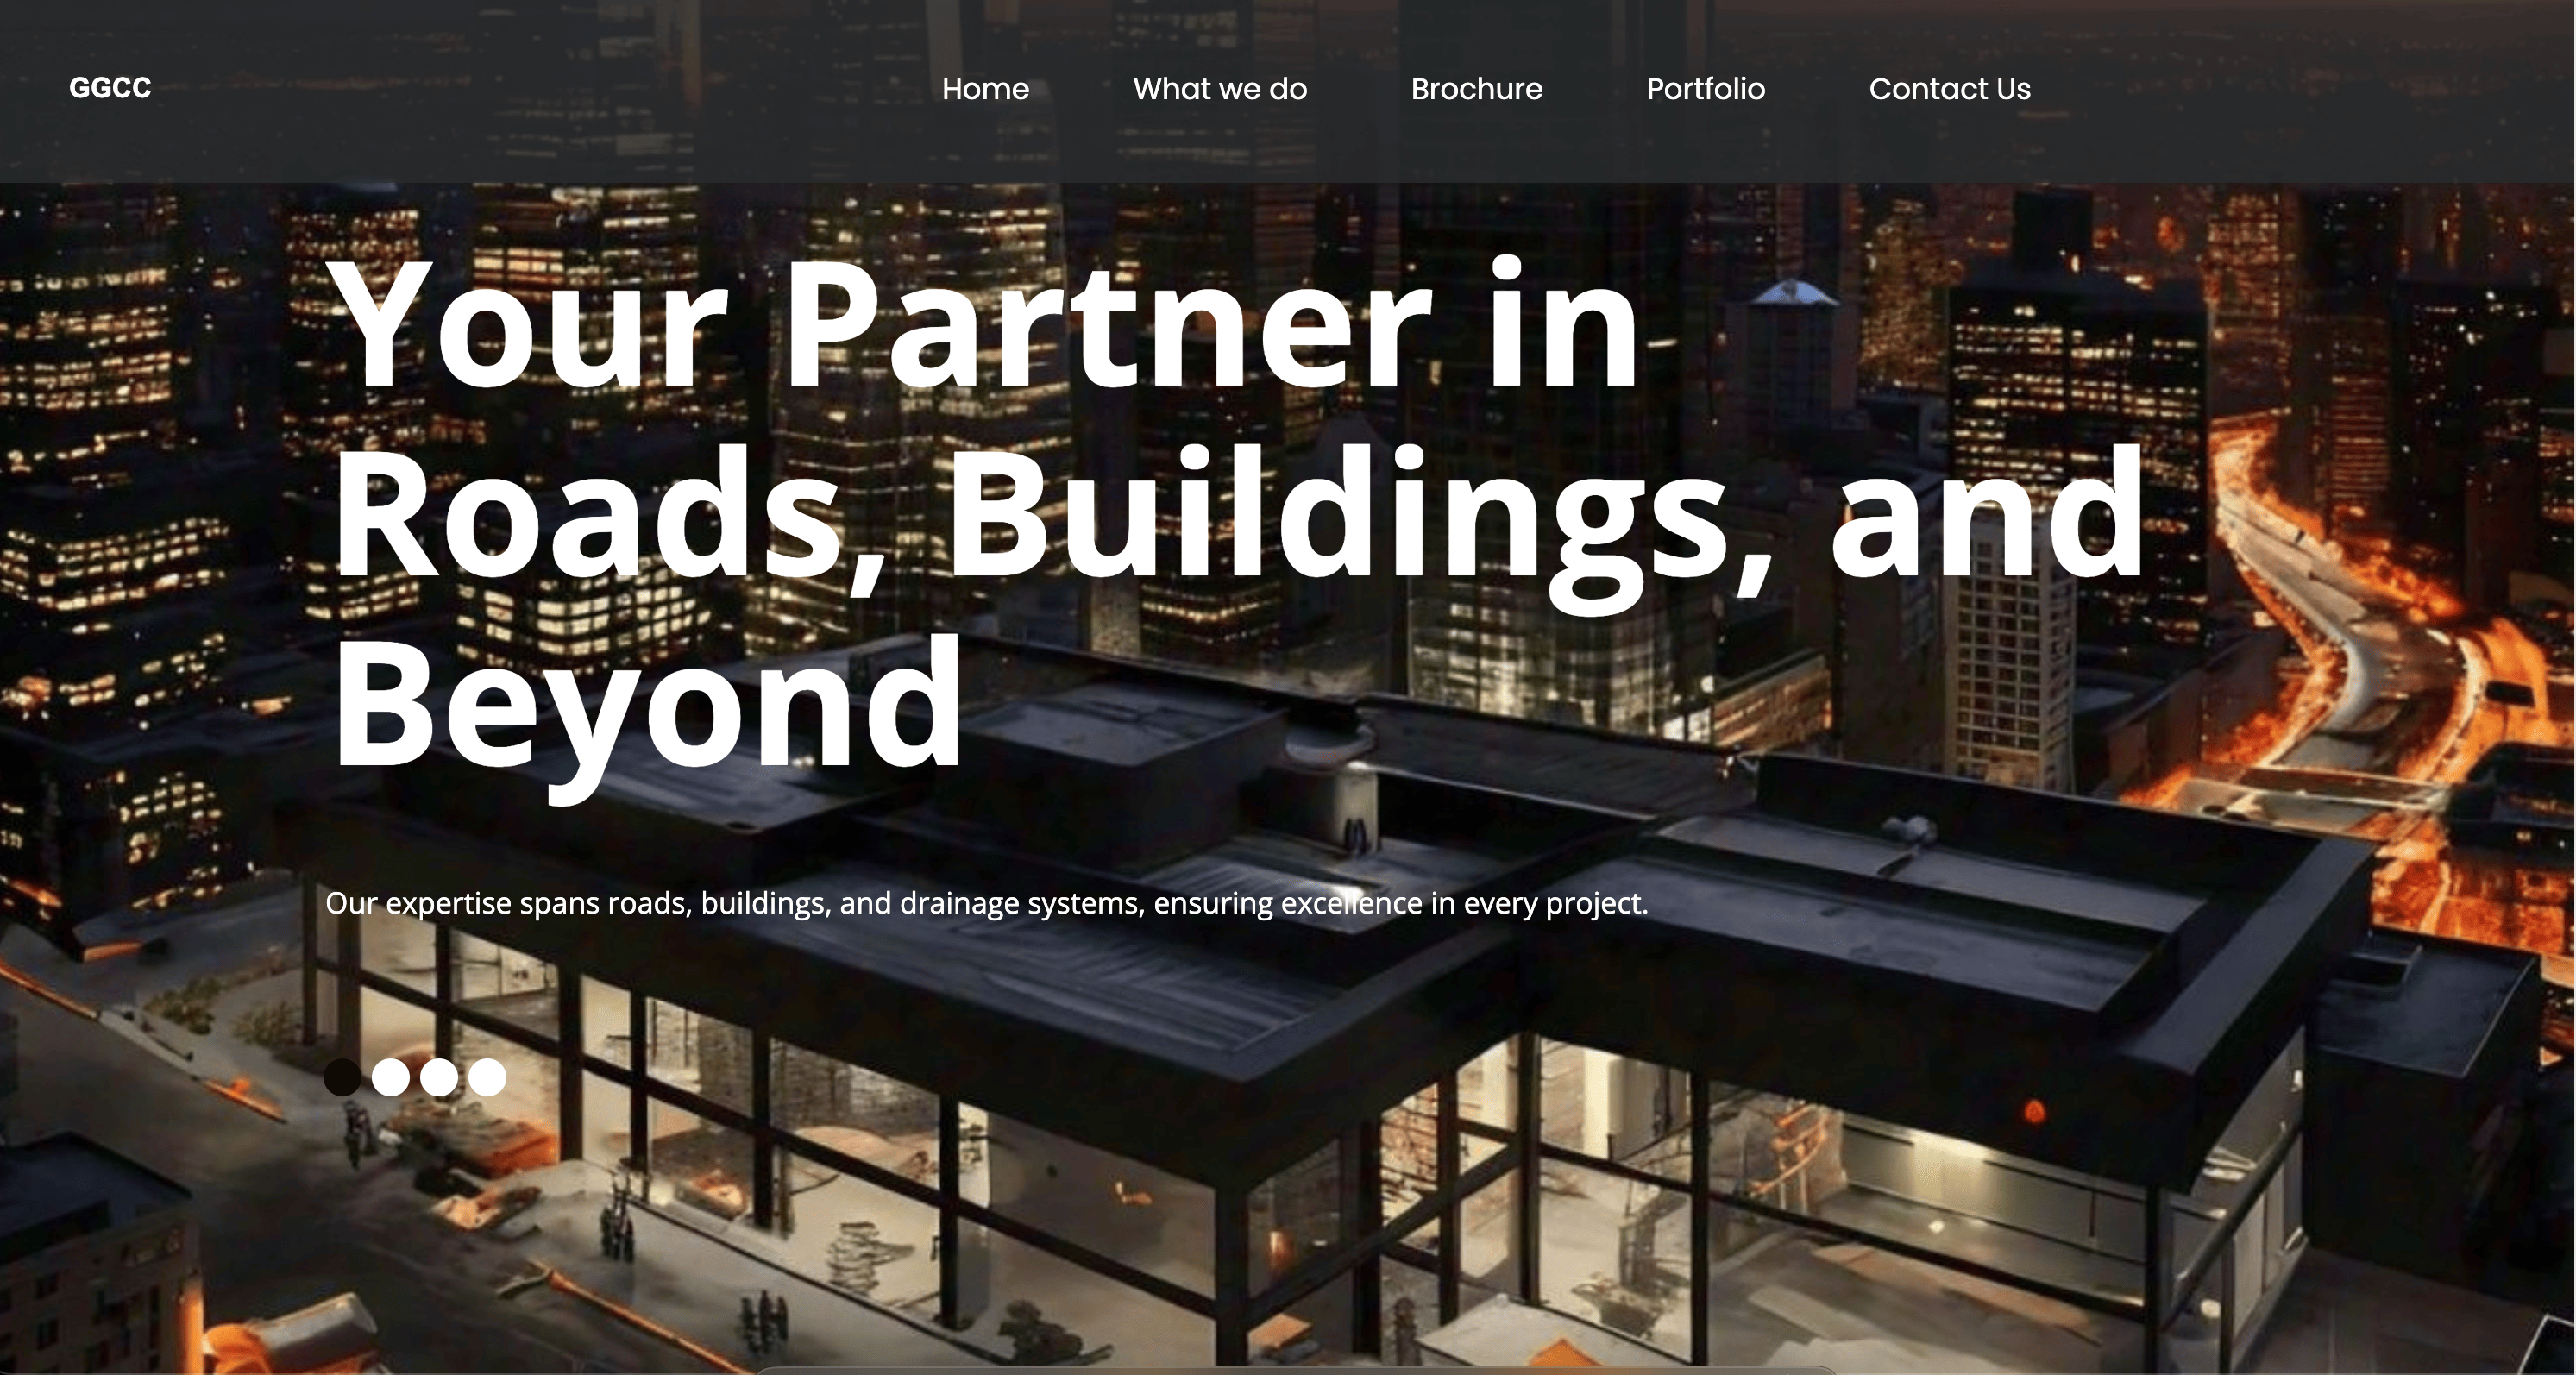 GGCC
Home
What we do
Brochure
Portfolio
Contact Us
Your Partner in
Roads, Buildings, and
Beyond
Our expertise spans roads, buildings, and drainage systems, ensuring excellence in every project.